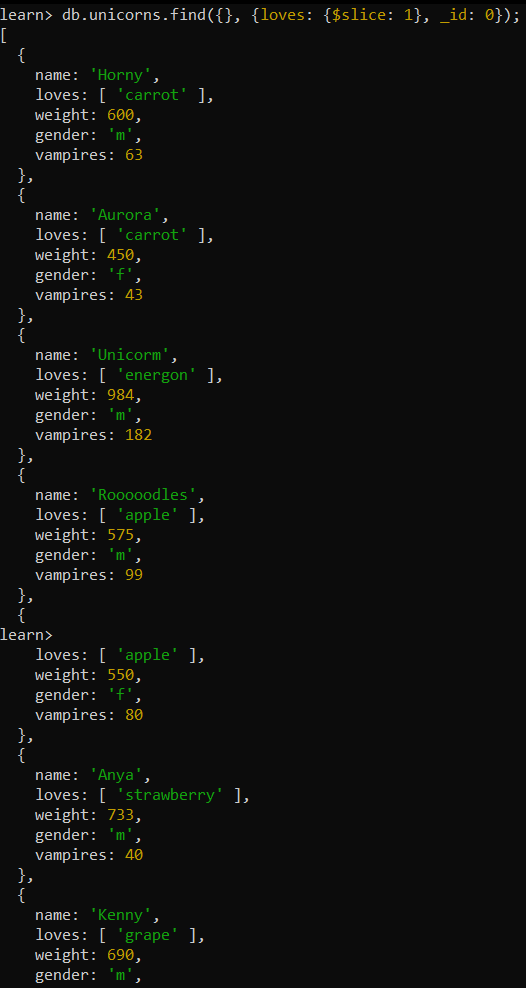 learn> db.unicorns.find({}, {loves: {$slice: 1}, _id: 0});
[
  {
    name: 'Horny',
    loves: [ 'carrot' ],
    weight: 600,
    gender: 'm',
    vampires: 63
  },
  {
    name: 'Aurora',
    loves: [ 'carrot' ],
    weight: 450,
    gender: 'f',
    vampires: 43
  },
  {
    name: 'Unicorm',
    loves: [ 'energon' ],
    weight: 984,
    gender: 'm',
    vampires: 182
  },
  {
    name: 'Rooooodles',
    loves: [ 'apple' ],
    weight: 575,
    gender: 'm',
    vampires: 99
  },
  {
learn>
    loves: [ 'apple' ],
    weight: 550,
    gender: 'f',
    vampires: 80
  },
  {
    name: 'Anya',
    loves: [ 'strawberry' ],
    weight: 733,
    gender: 'm',
    vampires: 40
  },
  {
    name: 'Kenny',
    loves: [ 'grape' ],
    weight: 690,
    gender: 'm',